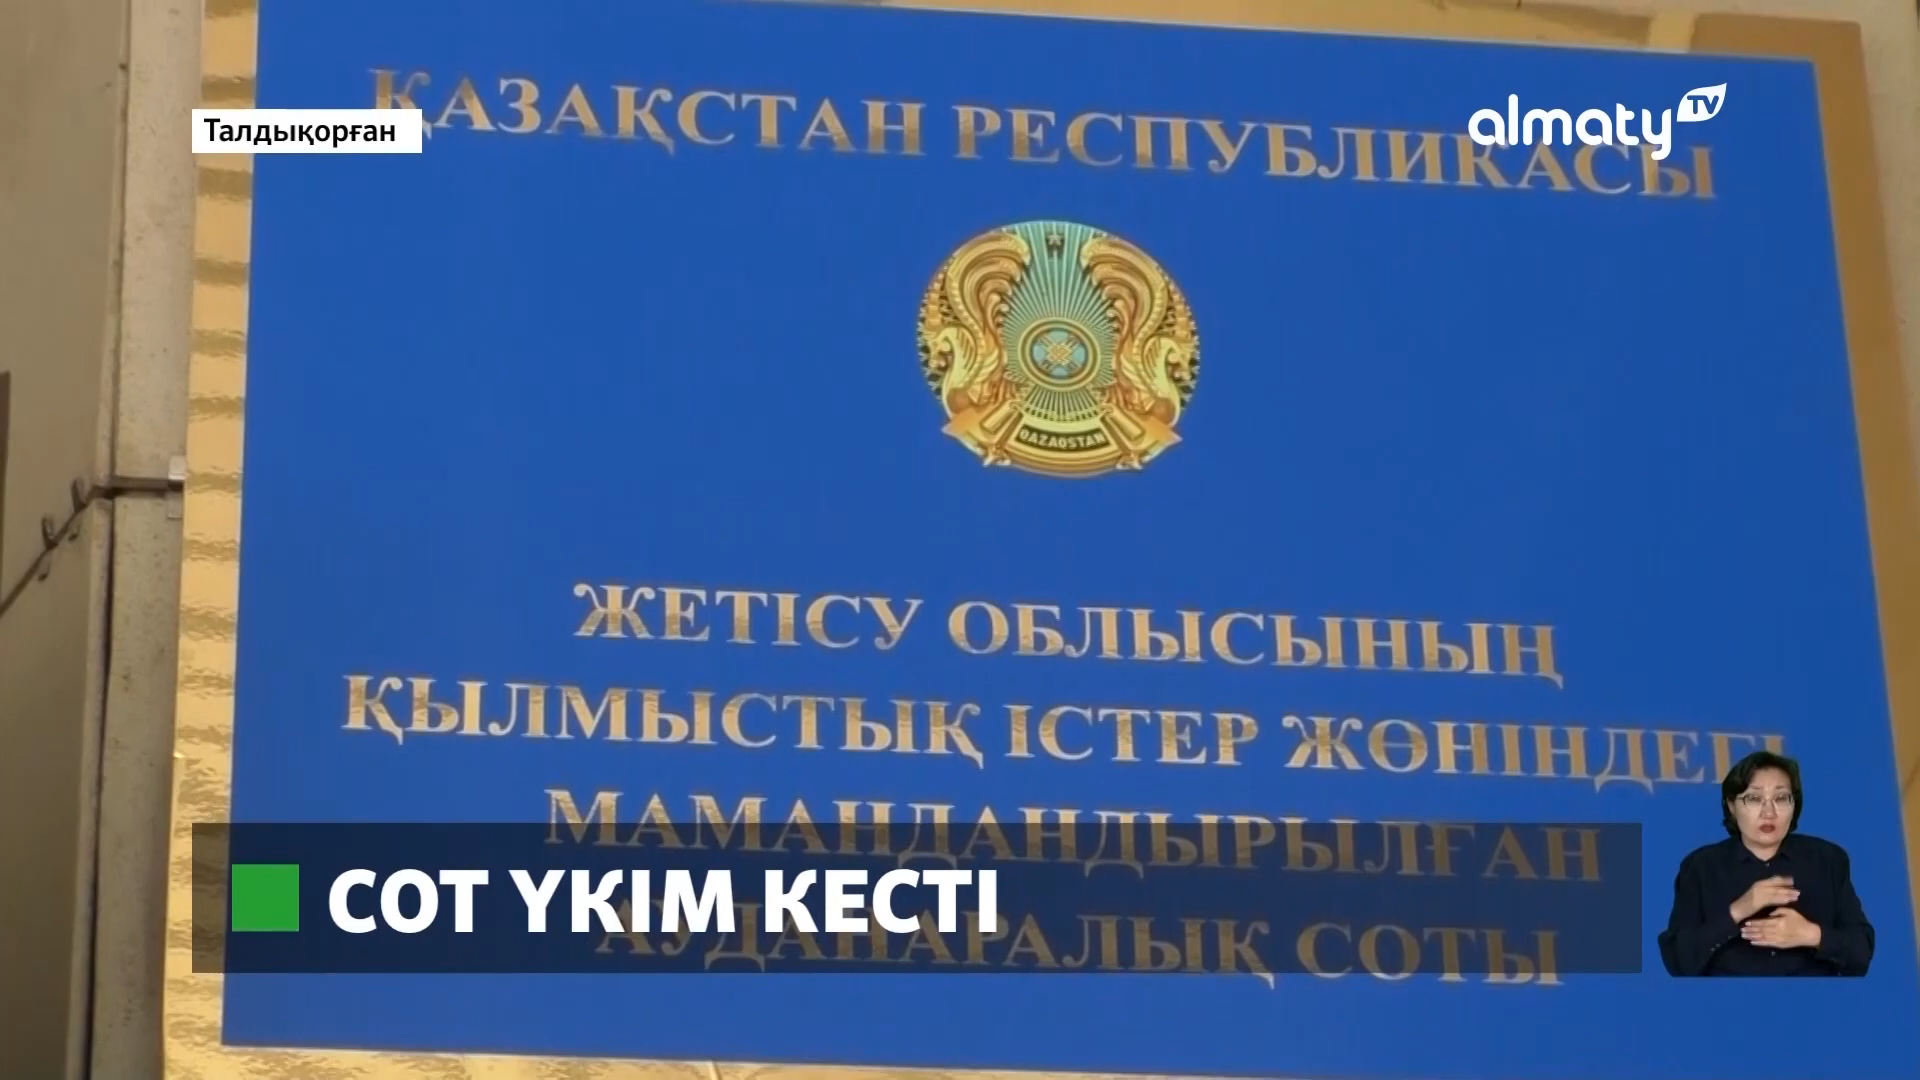 ҚАЗАҚСТАН РЕСПУБЛИКАСЫ
Талдықорған
almaty TV
QAZAQSTAN
ЖЕТІСУ ОБЛЫСЫНЫҢ
ҚЫЛМЫСТЫҚ ІСТЕР ЖӨНІНДЕГІ
МАМАНДАНДЫРЫЛҒАН
АУДАНАРАЛЫҚ СОТЫ
СОТ ҮКІМ КЕСТІ